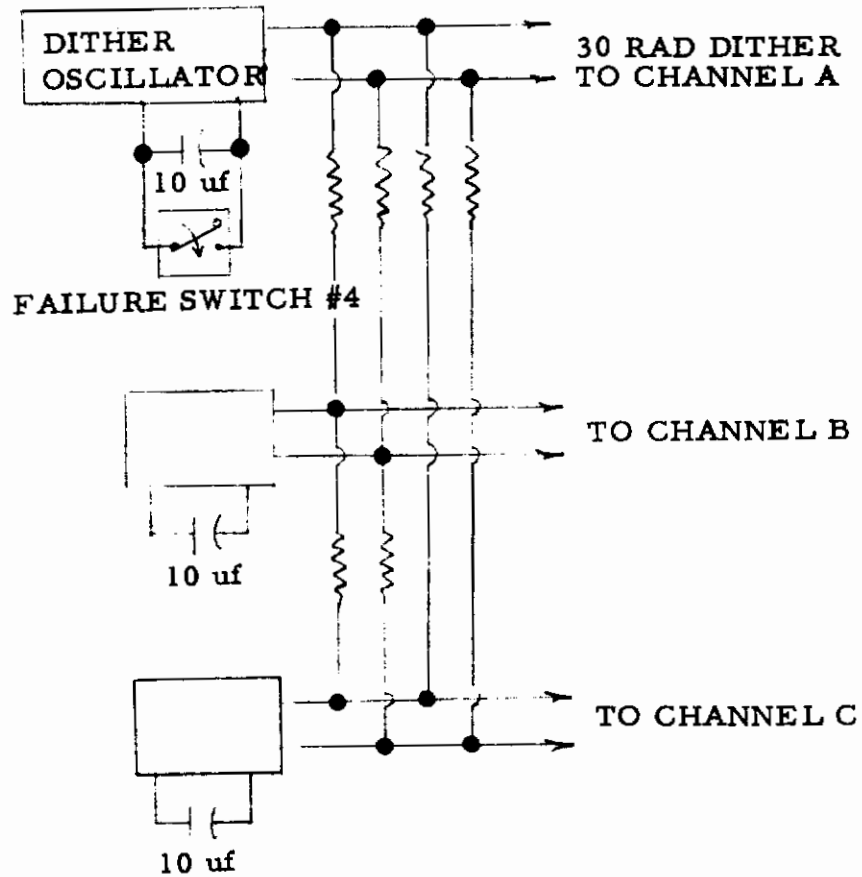 DITHER
OSCILLATOR
30 RAD DITHER
TO CHANNEL A
10 uf
FAILURE SWITCH #4
TO CHANNEL B
10 uf
TO CHANNEL C
10 uf